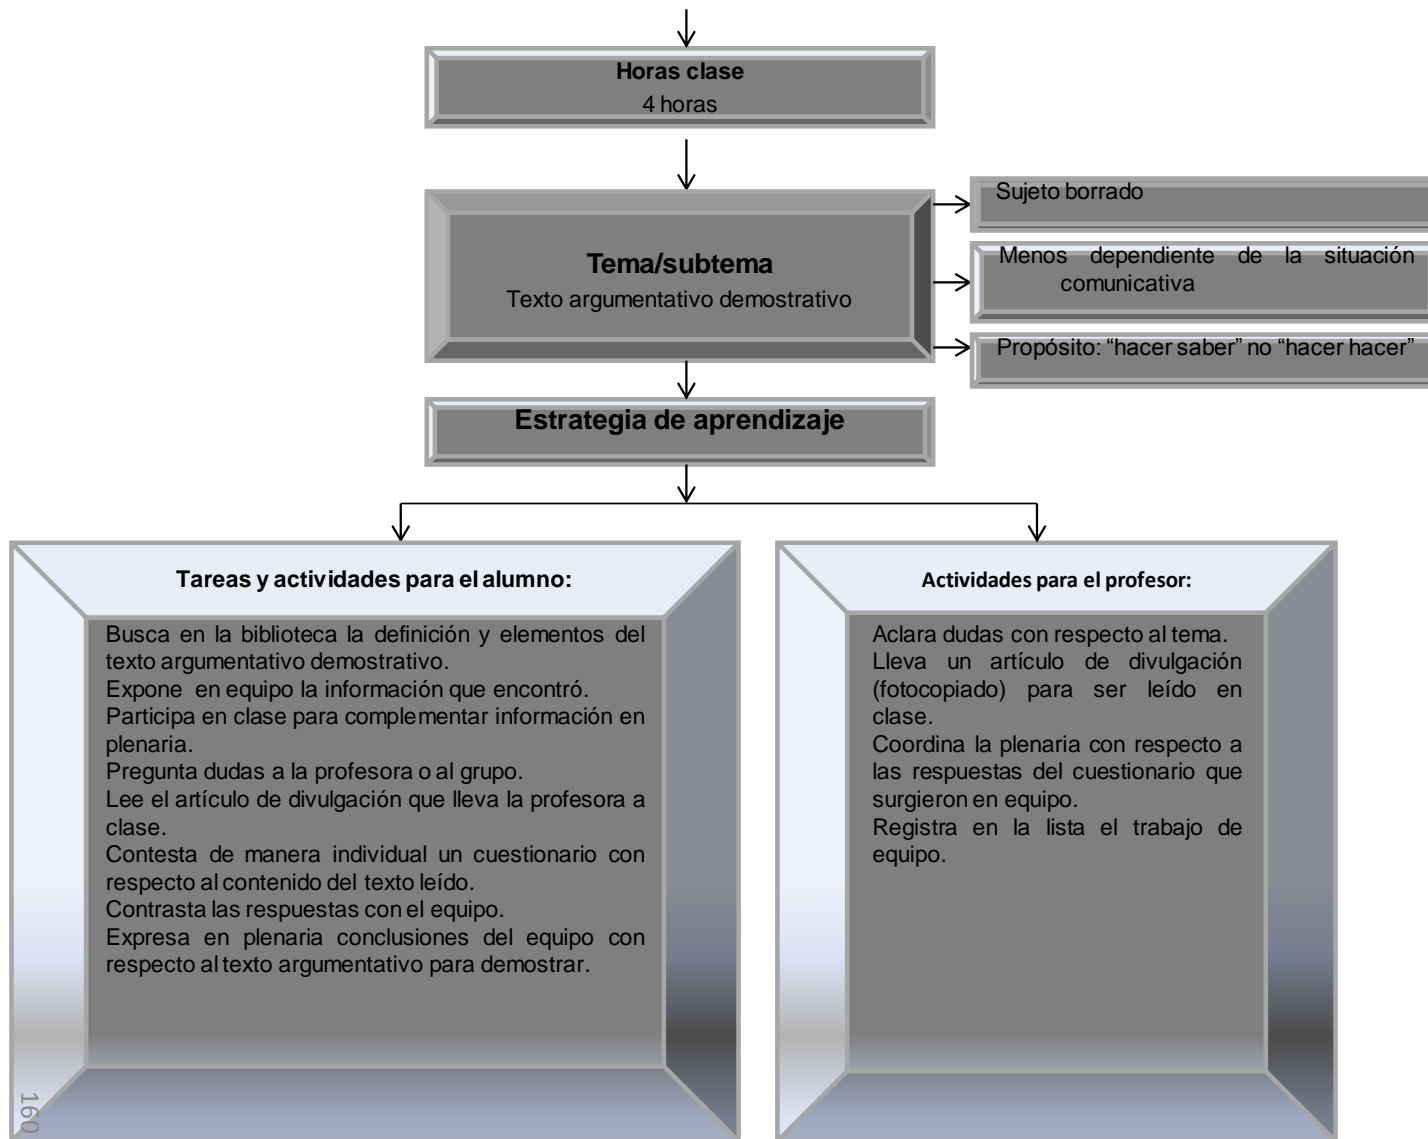 Horas clase
4 horas
Sujeto borrado
Menos dependiente de la situación
comunicativa
Tema/subtema
Texto argumentativo demostrativo
Propósito: “hacer saber” no “hacer hacer”
Estrategia de aprendizaje
Tareas y actividades para el alumno:
Busca en la biblioteca la definición y elementos del
texto argumentativo demostrativo.
Expone en equipo la información que encontró.
Participa en clase para complementar información en
plenaria.
Pregunta dudas a la profesora o al grupo.
Lee el artículo de divulgación que lleva la profesora a
clase.
Contesta de manera individual un cuestionario con
respecto al contenido del texto leído.
Contrasta las respuestas con el equipo.
Expresa en plenaria conclusiones del equipo con
respecto al texto argumentativo para demostrar.
Actividades para el profesor:
Aclara dudas con respecto al tema.
Lleva un artículo de divulgación
(fotocopiado) para ser leído en
clase.
Coordina la plenaria con respecto a
las respuestas del cuestionario que
surgieron en equipo.
Registra en la lista el trabajo de
equipo.
160